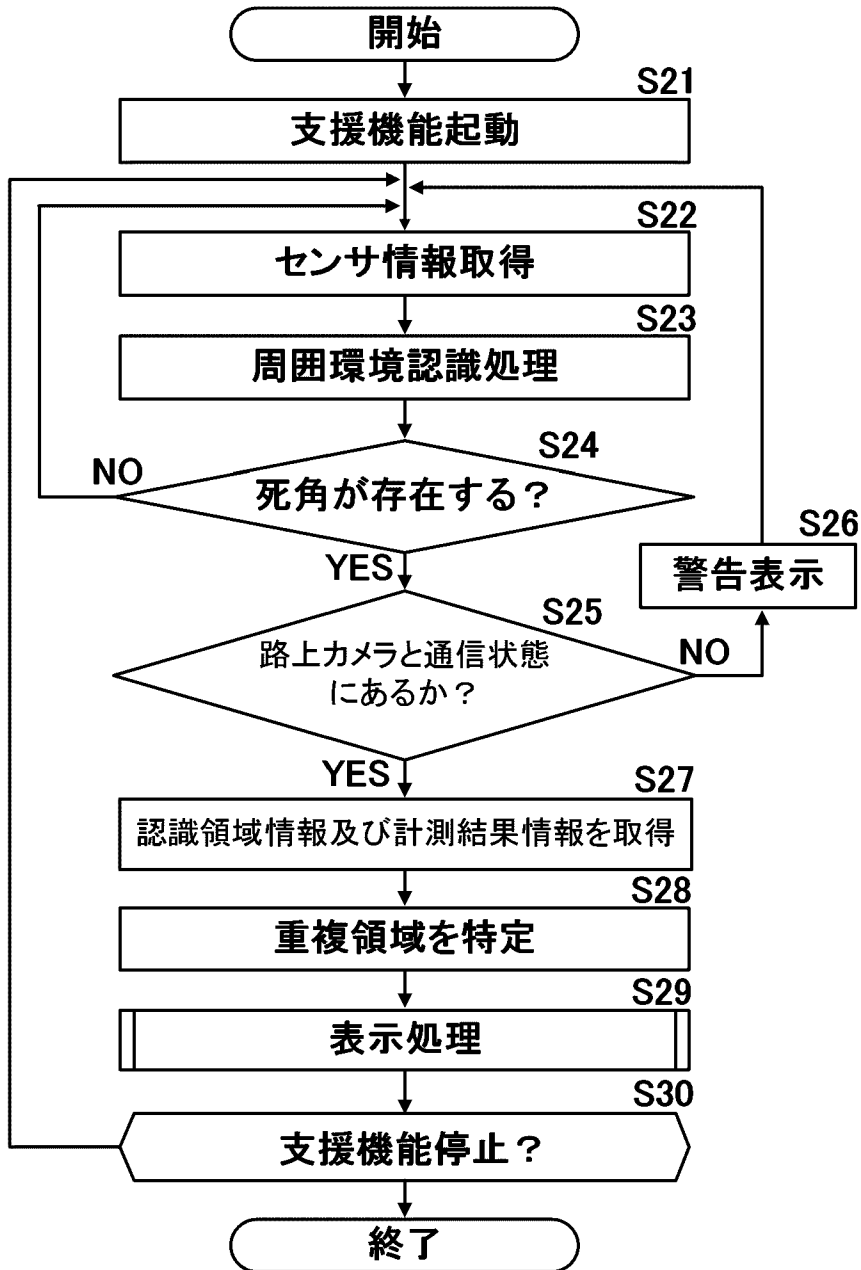 開始
S21
支援機能起動
S22
センサ情報取得
S23
周囲環境認識処理
S24
NO
死角が存在する？
YES
S26
警告表示
S25
路上カメラと通信状態
にあるか？
NO
YES
S27
認識領域情報及び計測結果情報を取得
S28
重複領域を特定
S29
表示処理
S30
支援機能停止？
終了